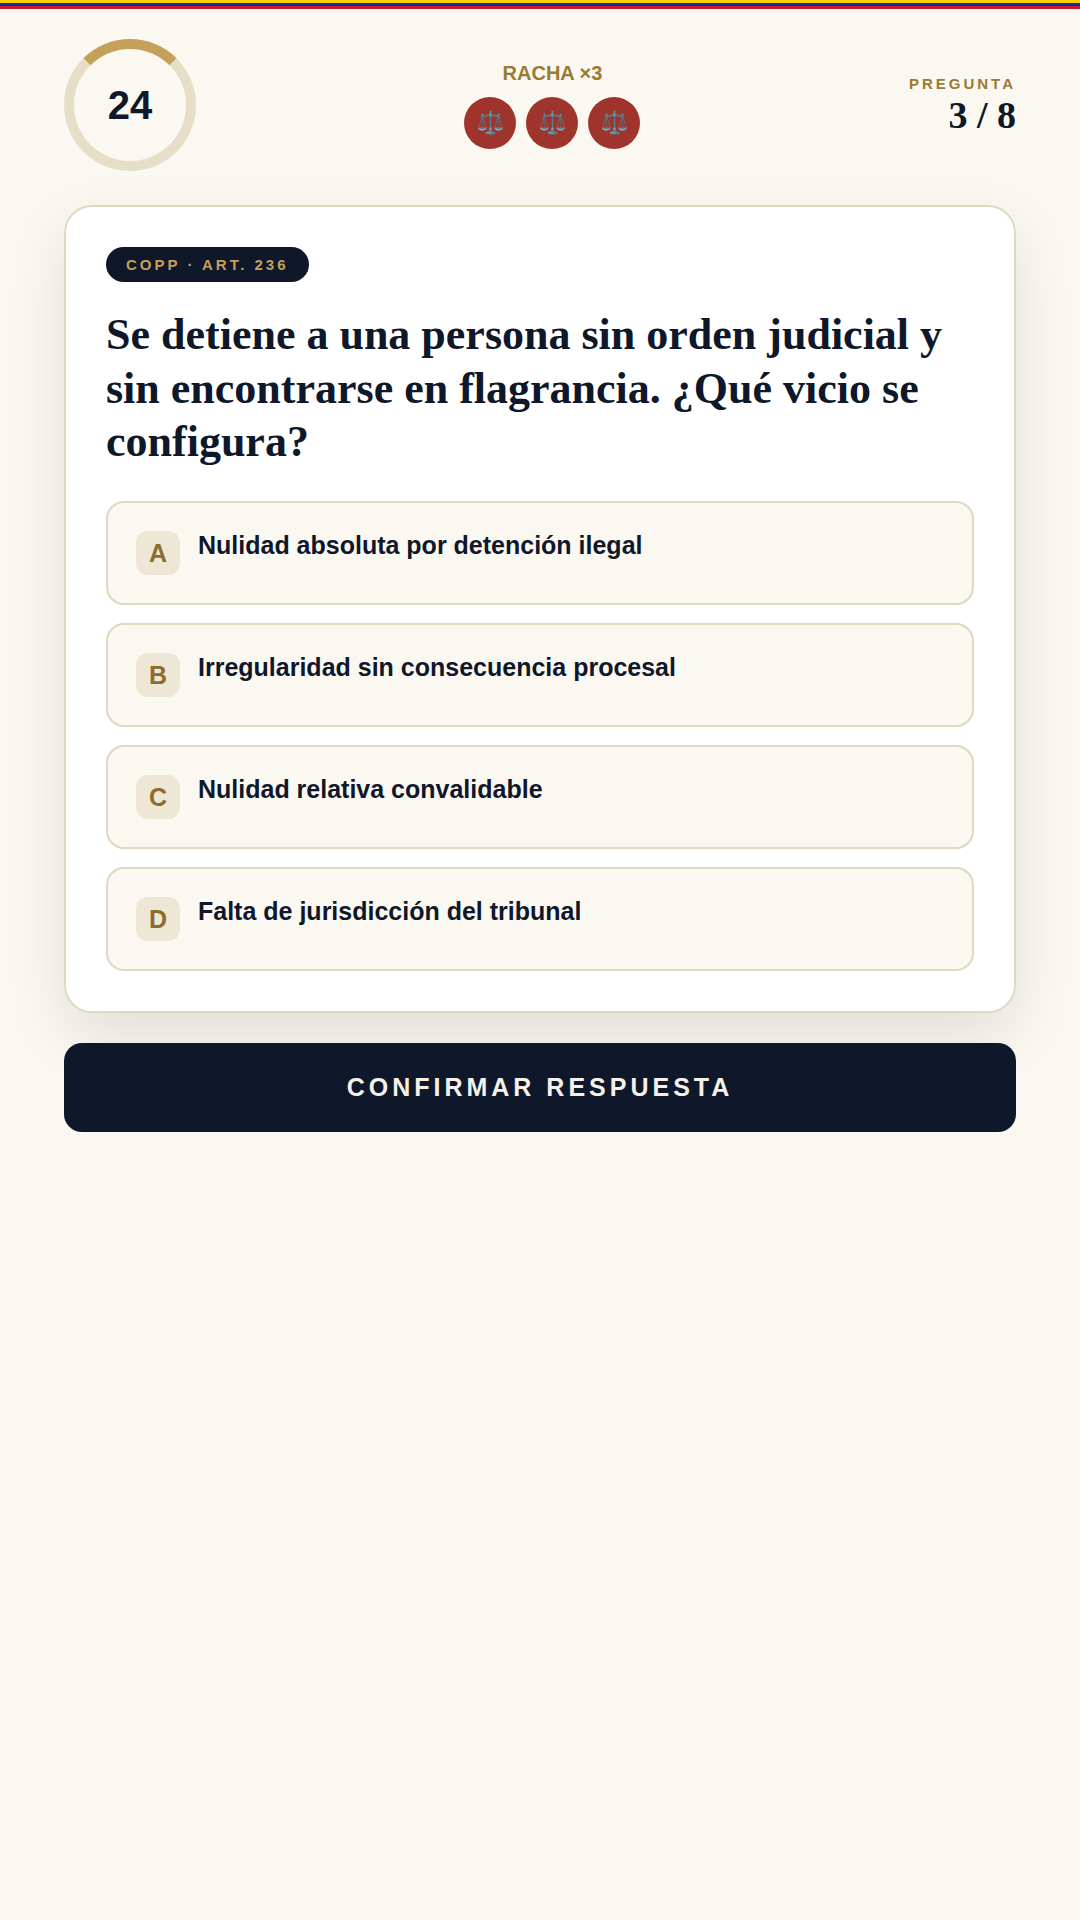 24
RACHA ×3
PREGUNTA
3 / 8
COPP · ART. 236
Se detiene a una persona sin orden judicial y
sin encontrarse en flagrancia. ¿Qué vicio se
configura?
A Nulidad absoluta por detención ilegal
B Irregularidad sin consecuencia procesal
C Nulidad relativa convalidable
D Falta de jurisdicción del tribunal
CONFIRMAR RESPUESTA